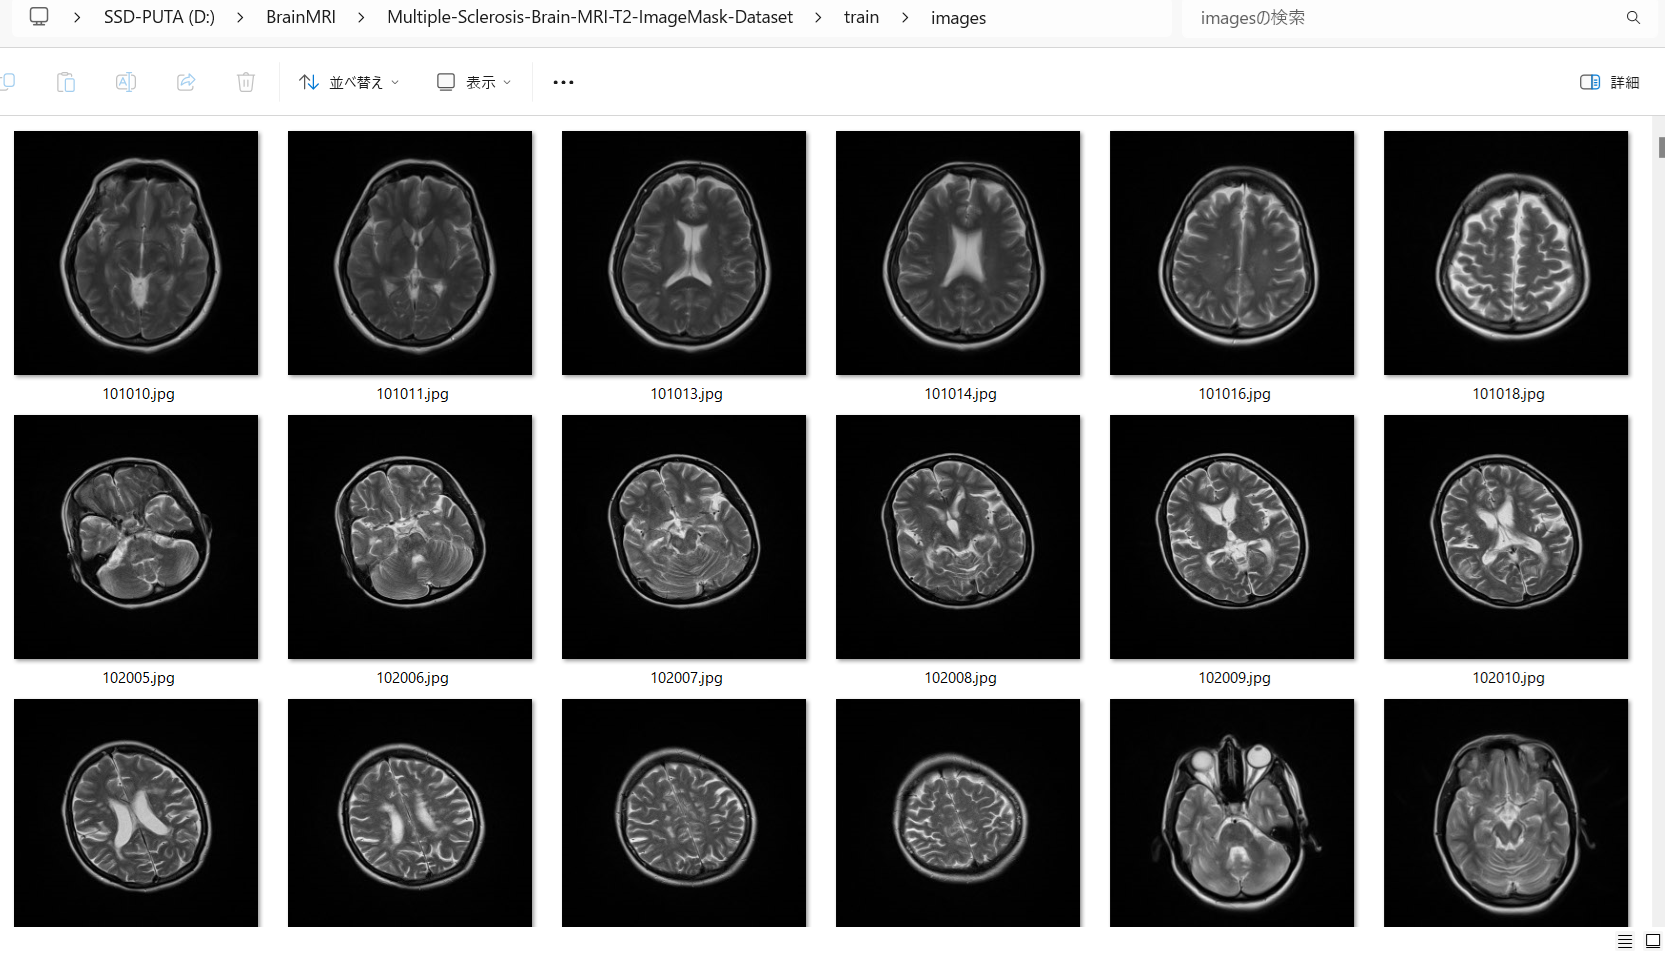 SSD-PUTA (D:) > BrainMRI > Multiple-Sclerosis-Brain-MRI-T2-ImageMask-Dataset > train > images
imagesの検索
並べ替え
表示
詳細
101010.jpg
101011.jpg
101013.jpg
101014.jpg
101016.jpg
101018.jpg
102005.jpg
102006.jpg
102007.jpg
102008.jpg
102009.jpg
102010.jpg